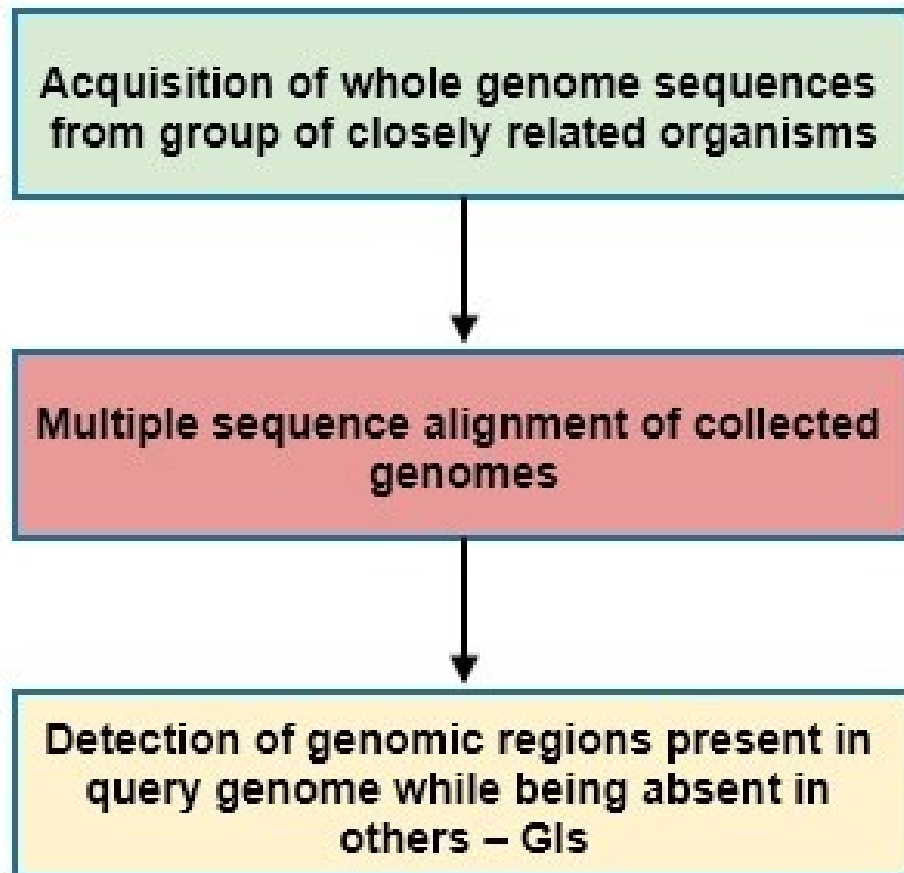 Acquisition of whole genome sequences
from group of closely related organisms
Multiple sequence alignment of collected
genomes
Detection of genomic regions present in
query genome while being absent in
others – GIs